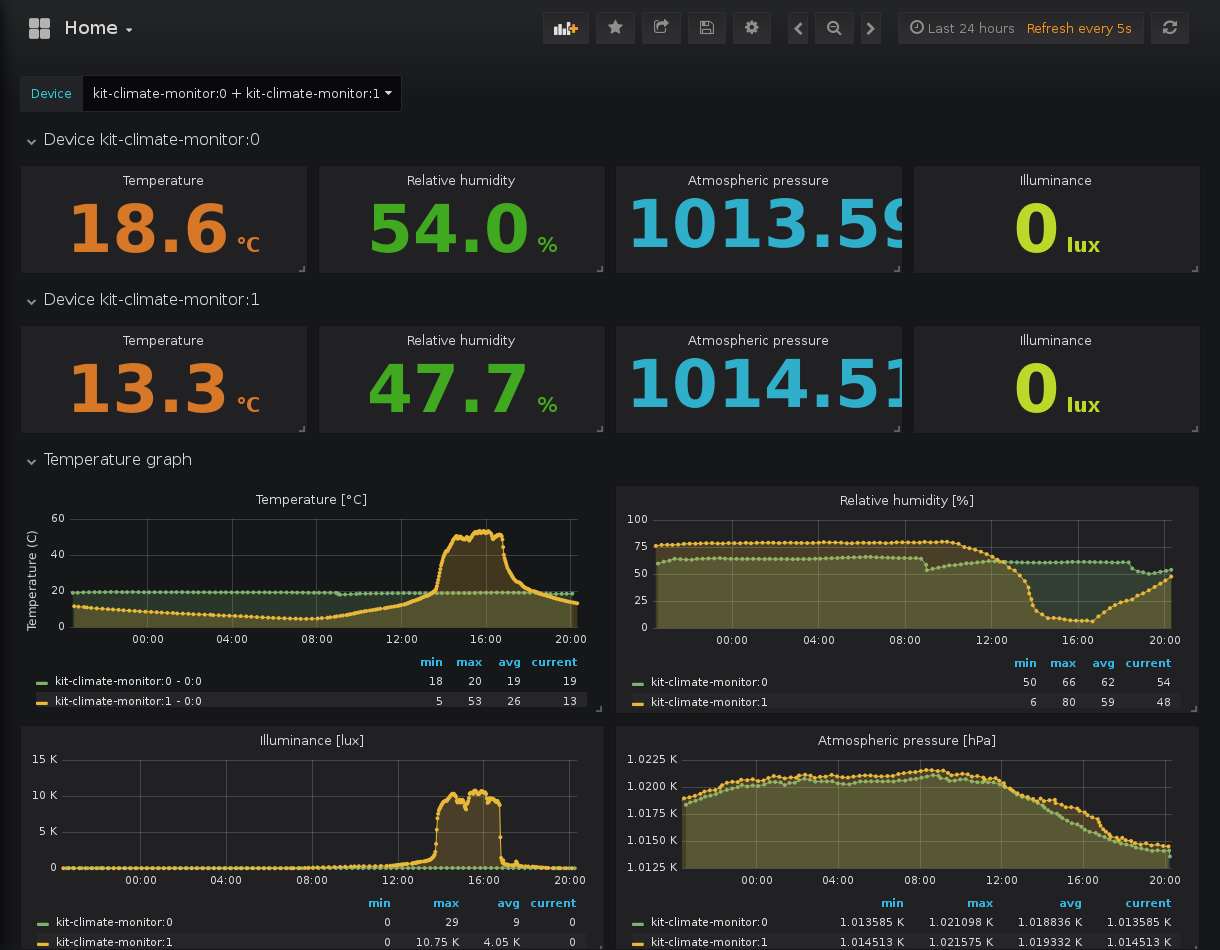 Home
Last 24 hours Refresh every 5s
Device kit-climate-monitor:0 + kit-climate-monitor:1
Device kit-climate-monitor:0
Temperature Relative humidity Atmospheric pressure Illuminance
18.6 °C 54.0 % 1013.59 0 lux
Device kit-climate-monitor:1
Temperature Relative humidity Atmospheric pressure Illuminance
13.3 °C 47.7 % 1014.51 0 lux
Temperature graph
Temperature [°C]
Temperature (C)
60
40
20
0
00:00 04:00 08:00 12:00 16:00 20:00
min max avg current
kit-climate-monitor:0 - 0:0 18 20 19 19
kit-climate-monitor:1 - 0:0 5 53 26 13
Relative humidity [%]
100
75
50
25
0
00:00 04:00 08:00 12:00 16:00 20:00
min max avg current
kit-climate-monitor:0 50 66 62 54
kit-climate-monitor:1 6 80 59 48
Illuminance [lux]
15 K
10 K
5 K
0
00:00 04:00 08:00 12:00 16:00 20:00
min max avg current
kit-climate-monitor:0 0 29 9 0
kit-climate-monitor:1 0 10.75 K 4.05 K 0
Atmospheric pressure [hPa]
1.0225 K
1.0200 K
1.0175 K
1.0150 K
1.0125 K
00:00 04:00 08:00 12:00 16:00 20:00
min max avg current
kit-climate-monitor:0 1.013585 K 1.021098 K 1.018836 K 1.013585 K
kit-climate-monitor:1 1.014513 K 1.021575 K 1.019332 K 1.014513 K